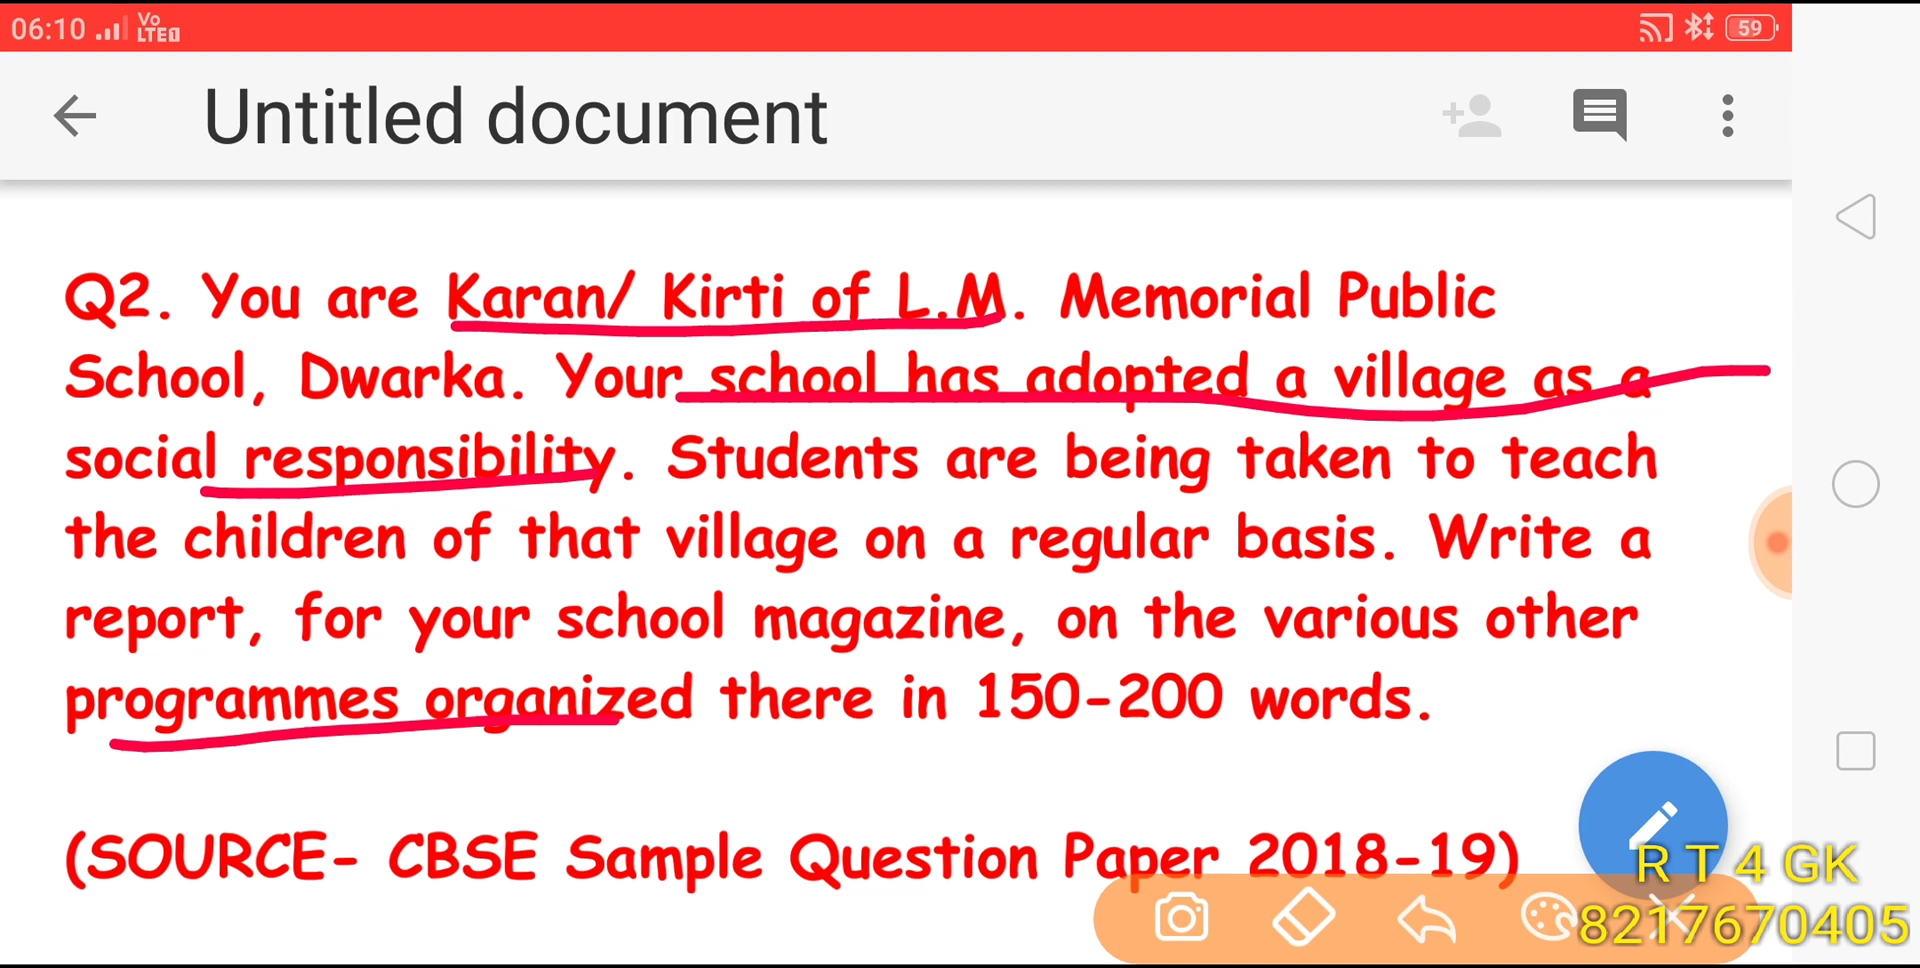 06:10 Vo LTE1 59
Untitled document
Q2. You are Karan/ Kirti of L.M. Memorial Public
School, Dwarka. Your school has adopted a village as a
social responsibility. Students are being taken to teach
the children of that village on a regular basis. Write a
report, for your school magazine, on the various other
programmes organized there in 150-200 words.
(SOURCE- CBSE Sample Question Paper 2018-19)
R T 4 GK
8217670405